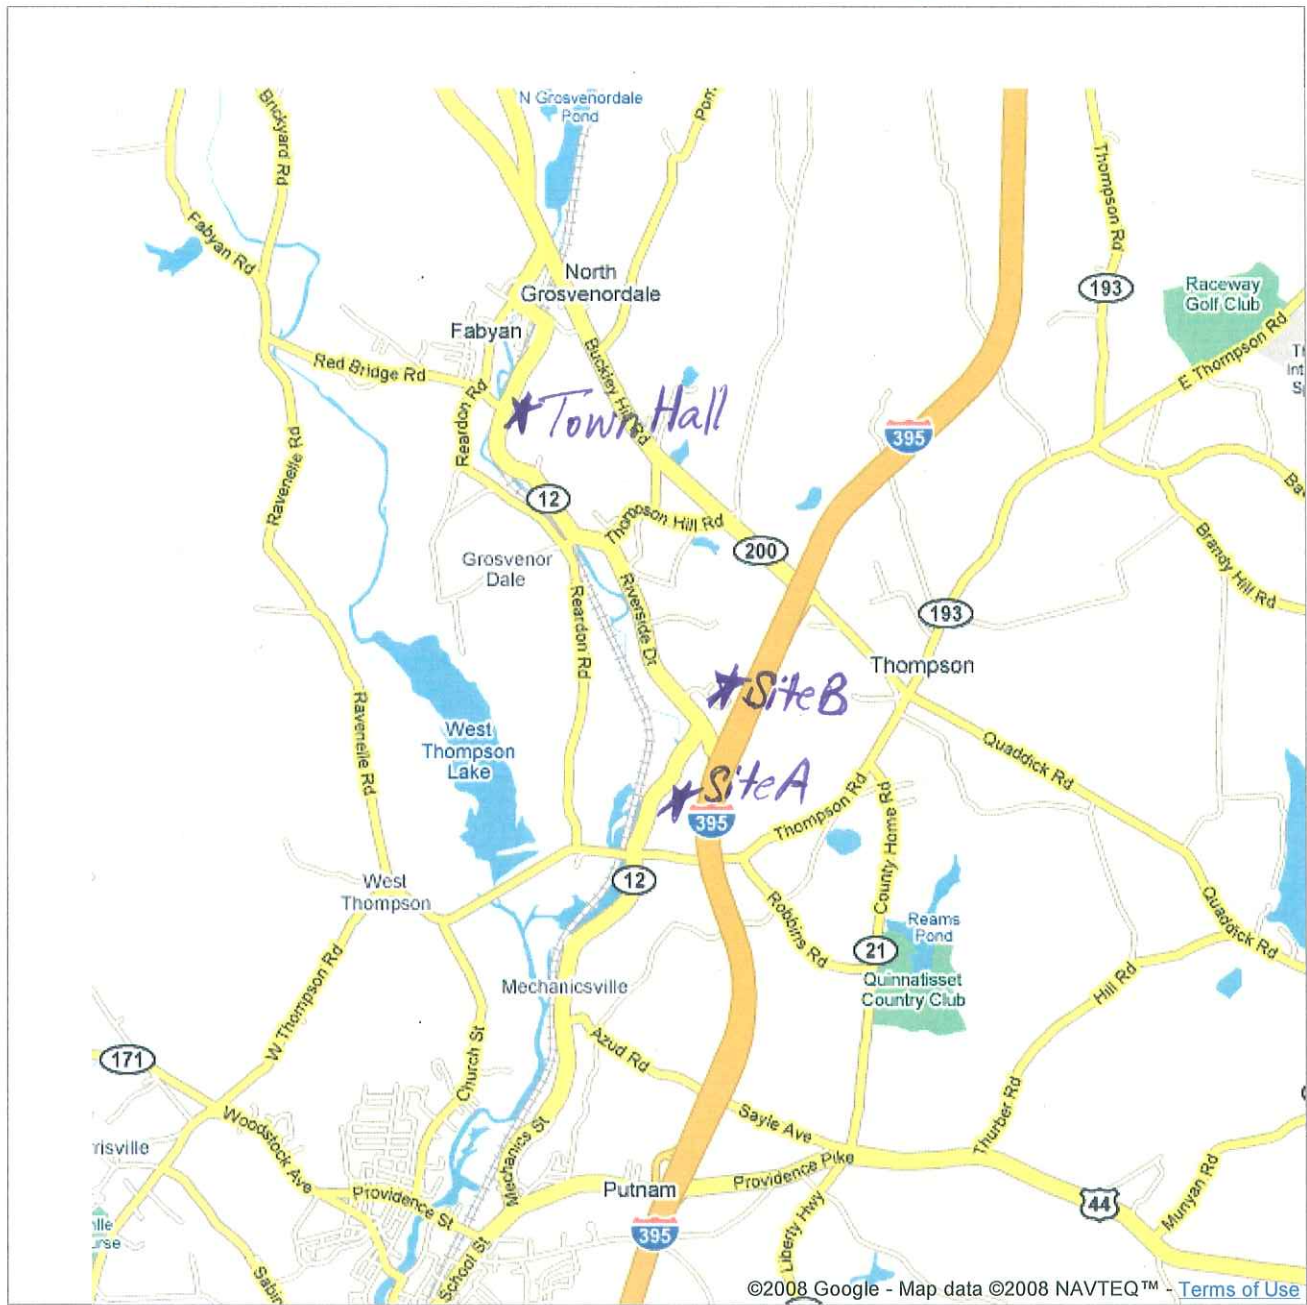 N Grosvenordale
Pond
Pom
Brickyard Rd
Thompson Rd
Fabyan Rd
North
Grosvenordale
193
Raceway
Golf Club
Fabyan
Buckley Hill Rd
E Thompson Rd
Red Bridge Rd
Reardon Rd
Town Hall
395
Ravenelle Rd
12
Thompson Hill Rd
200
Grosvenor
Dale
Brandy Hill Rd
Riverside Dr
Reardon Rd
193
Thompson
Site B
Ravenelle Rd
West
Thompson
Lake
Quaddick Rd
Site A
395
Thompson Rd
County Home Rd
12
West
Thompson
Robbins Rd
Quaddick Rd
Reams
Pond
21
Mechanicsville
Quinnatisset
Country Club
Hill Rd
W Thompson Rd
Azud Rd
171
Church St
Thurber Rd
Woodstock Ave
Sayle Ave
Mechanics St
rrisville
Providence Pike
Munyan Rd
Providence St
Putnam
44
Liberty Hwy
395
School St
Sabin
©2008 Google - Map data ©2008 NAVTEQ™ - Terms of Use